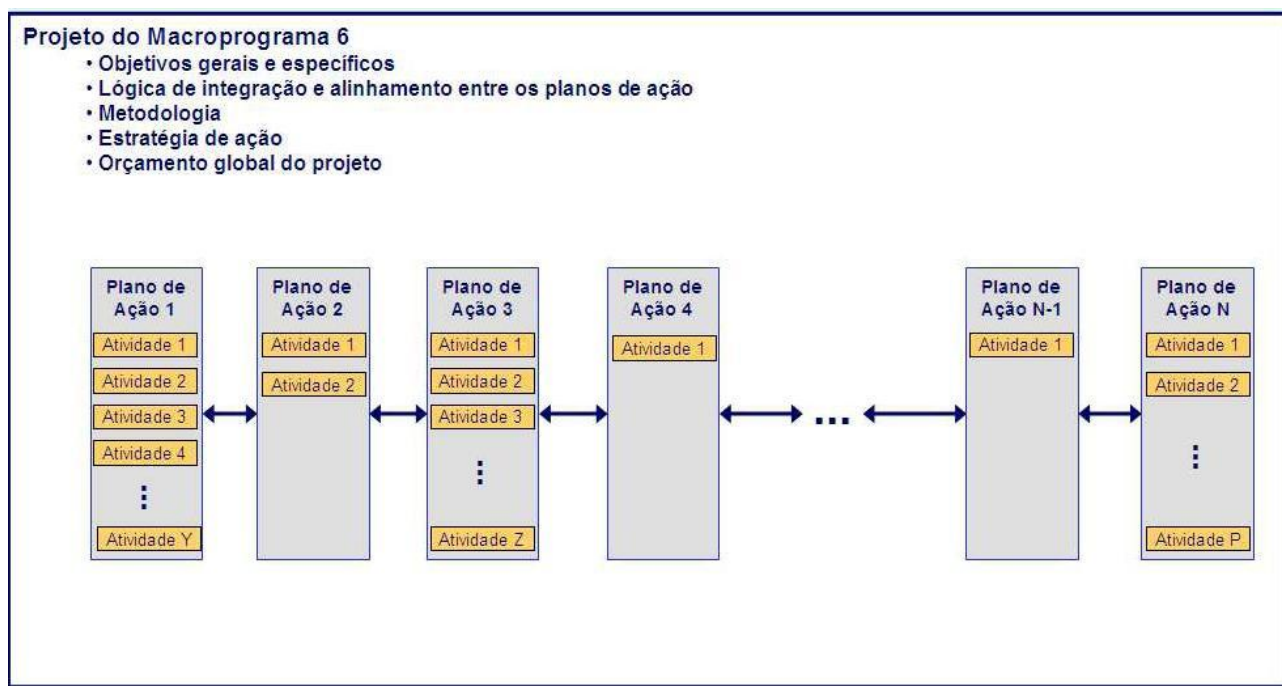 Projeto do Macroprograma 6
• Objetivos gerais e específicos
• Lógica de integração e alinhamento entre os planos de ação
• Metodologia
• Estratégia de ação
• Orçamento global do projeto
Plano de
Ação 1
Atividade 1
Atividade 2
Atividade 3
Atividade 4
⋮
Atividade Y
Plano de
Ação 2
Atividade 1
Atividade 2
Plano de
Ação 3
Atividade 1
Atividade 2
Atividade 3
⋮
Atividade Z
Plano de
Ação 4
Atividade 1
...
Plano de
Ação N-1
Atividade 1
Plano de
Ação N
Atividade 1
Atividade 2
⋮
Atividade P